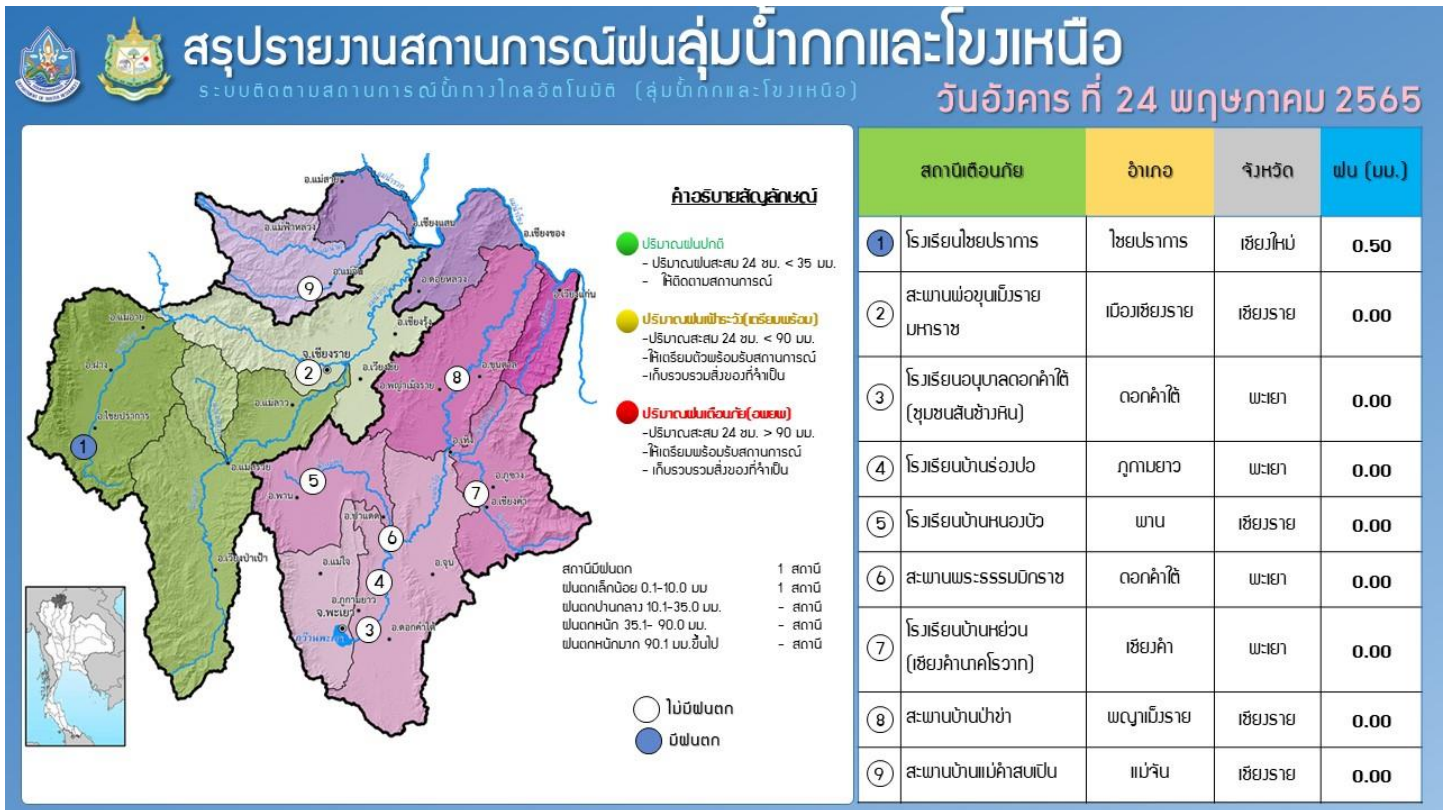 สรุปรายงานสถานการณ์ฝนลุ่มน้ำกกและโขงเหนือ
ระบบติดตามสถานการณ์น้ำทางไกลอัตโนมัติ (ลุ่มน้ำกกและโขงเหนือ)
วันอังคาร ที่ 24 พฤษภาคม 2565
อ.แม่สาย
อ.แม่ฟ้าหลวง
อ.เชียงแสน
อ.เชียงของ
9
อ.ดอยหลวง
อ.เวียงแก่น
อ.แม่อาย
อ.เชียงรุ้ง
จ.เชียงราย
2
อ.ฝาง
อ.พญาเม็งราย
8
อ.ขุนตาล
อ.แม่ลาว
อ.ไชยปราการ
1
อ.เทิง
อ.แม่สรวย
5
อ.พาน
อ.ภูซาง
7
อ.เชียงคำ
อ.ป่าแดด
6
อ.เวียงป่าเป้า
อ.แม่ใจ
4
อ.จุน
อ.ภูกามยาว
จ.พะเยา
3
อ.ดอกคำใต้
กว๊านพะเยา
คำอธิบายสัญลักษณ์
ปริมาณฝนปกติ
- ปริมาณฝนสะสม 24 ชม. < 35 มม.
- ให้ติดตามสถานการณ์
ปริมาณฝนเฝ้าระวัง(เตรียมพร้อม)
-ปริมาณสะสม 24 ชม. < 90 มม.
-ให้เตรียมตัวพร้อมรับสถานการณ์
-เก็บรวบรวมสิ่งของที่จำเป็น
ปริมาณฝนเตือนภัย(อพยพ)
-ปริมาณสะสม 24 ชม. > 90 มม.
-ให้เตรียมพร้อมรับสถานการณ์
- เก็บรวบรวมสิ่งของที่จำเป็น
สถานีมีฝนตก 1 สถานี
ฝนตกเล็กน้อย 0.1-10.0 มม 1 สถานี
ฝนตกปานกลาง 10.1-35.0 มม. - สถานี
ฝนตกหนัก 35.1- 90.0 มม. - สถานี
ฝนตกหนักมาก 90.1 มม.ขึ้นไป - สถานี
ไม่มีฝนตก
มีฝนตก
สถานีเตือนภัย อำเภอ จังหวัด ฝน (มม.)
1 โรงเรียนไชยปราการ ไชยปราการ เชียงใหม่ 0.50
2 สะพานพ่อขุนเม็งราย
มหาราช เมืองเชียงราย เชียงราย 0.00
3 โรงเรียนอนุบาลดอกคำใต้
(ชุมชนสันช้างหิน) ดอกคำใต้ พะเยา 0.00
4 โรงเรียนบ้านร่องปอ ภูกามยาว พะเยา 0.00
5 โรงเรียนบ้านหนองบัว พาน เชียงราย 0.00
6 สะพานพระธรรมมิกราช ดอกคำใต้ พะเยา 0.00
7 โรงเรียนบ้านหย่วน
(เชียงคำนาคโรวาท) เชียงคำ พะเยา 0.00
8 สะพานบ้านป่าข่า พญาเม็งราย เชียงราย 0.00
9 สะพานบ้านแม่คำสบเปิน แม่จัน เชียงราย 0.00